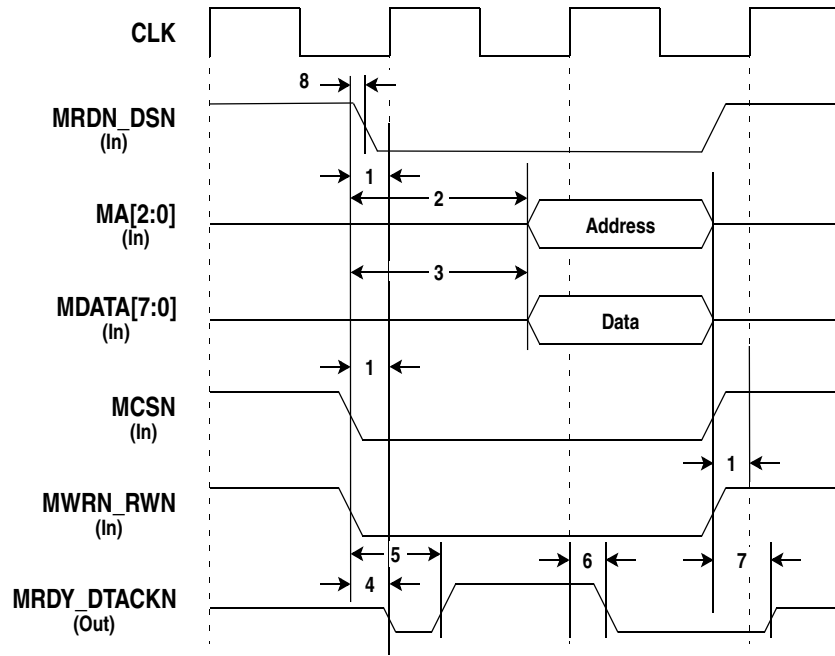 CLK
8
MRDN_DSN
(In)
1
2
MA[2:0]
(In)
Address
3
MDATA[7:0]
(In)
Data
1
MCSN
(In)
1
MWRN_RWN
(In)
5
6
7
4
MRDY_DTACKN
(Out)